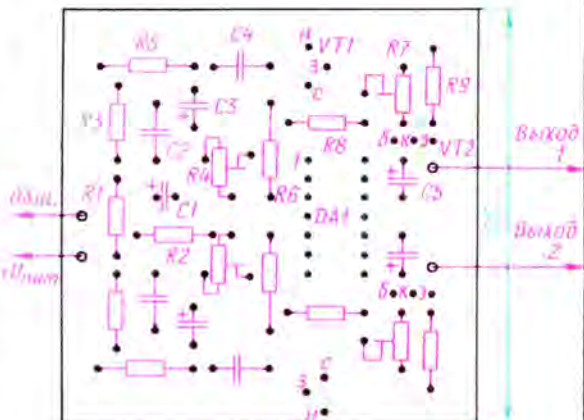 R5
C4
и
VT1
з
с
R7
R9
R3
C2
C3
R4
R8
б к э
VT2
Выход
1
1
R6
C5
Общ.
R1
C1
DA1
R2
+Uпит
Выход
2
б к э
с
з
и